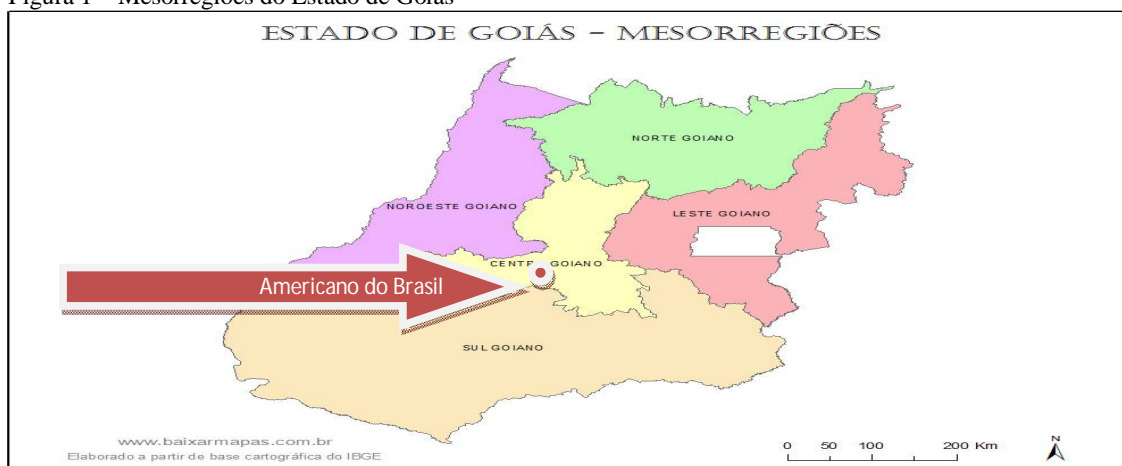 Figura 1 – Mesorregiões do Estado de Goiás
ESTADO DE GOIÁS - MESORREGIÕES
NORTE GOIANO
NOROESTE GOIANO
LESTE GOIANO
CENTR GOIANO
Americano do Brasil
SUL GOIANO
www.baixarmapas.com.br
Elaborado a partir de base cartográfica do IBGE
0 50 100 200 Km
N